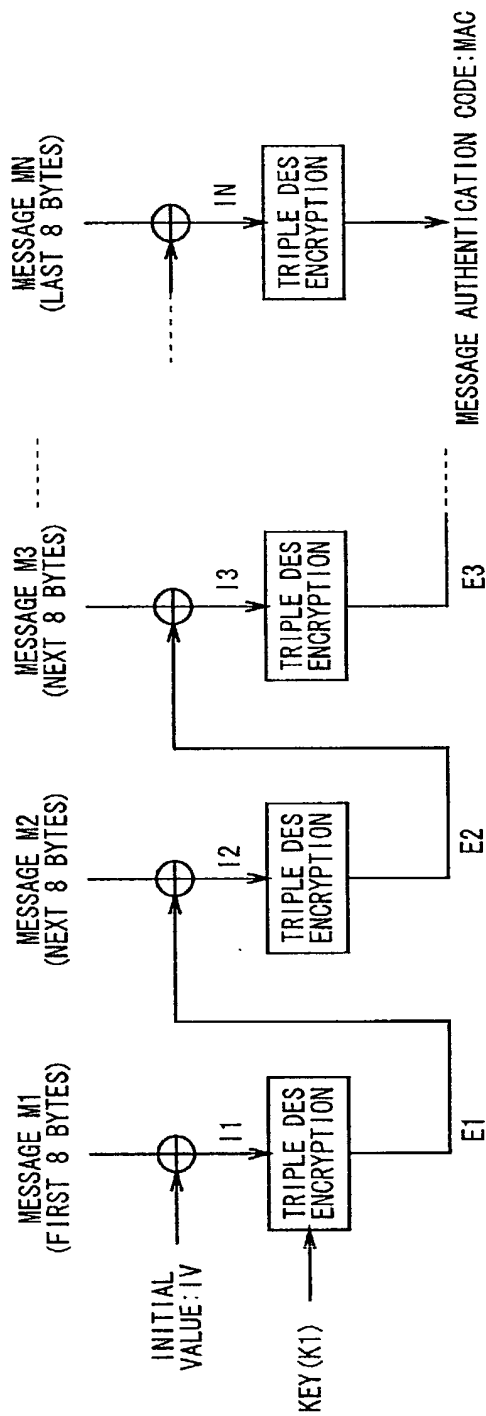 MESSAGE M1
(FIRST 8 BYTES)
MESSAGE M2
(NEXT 8 BYTES)
MESSAGE M3
(NEXT 8 BYTES)
MESSAGE MN
(LAST 8 BYTES)
INITIAL
VALUE:IV
I1
I2
I3
IN
KEY(K1)
TRIPLE DES
ENCRYPTION
TRIPLE DES
ENCRYPTION
TRIPLE DES
ENCRYPTION
TRIPLE DES
ENCRYPTION
E1
E2
E3
MESSAGE AUTHENTICATION CODE:MAC